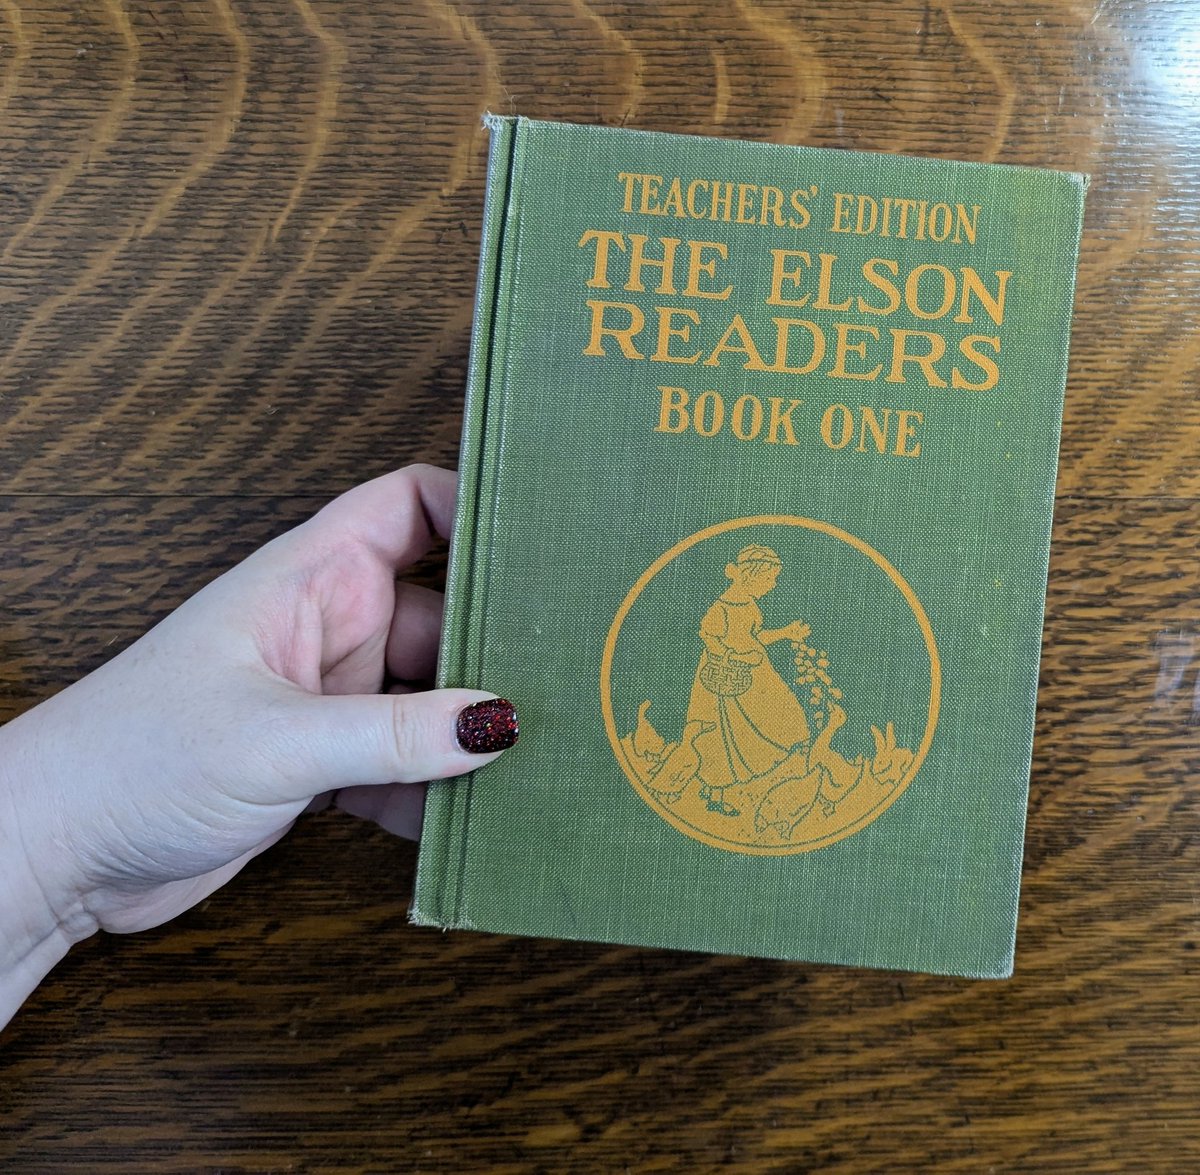 TEACHERS' EDITION
THE ELSON
READERS
BOOK ONE